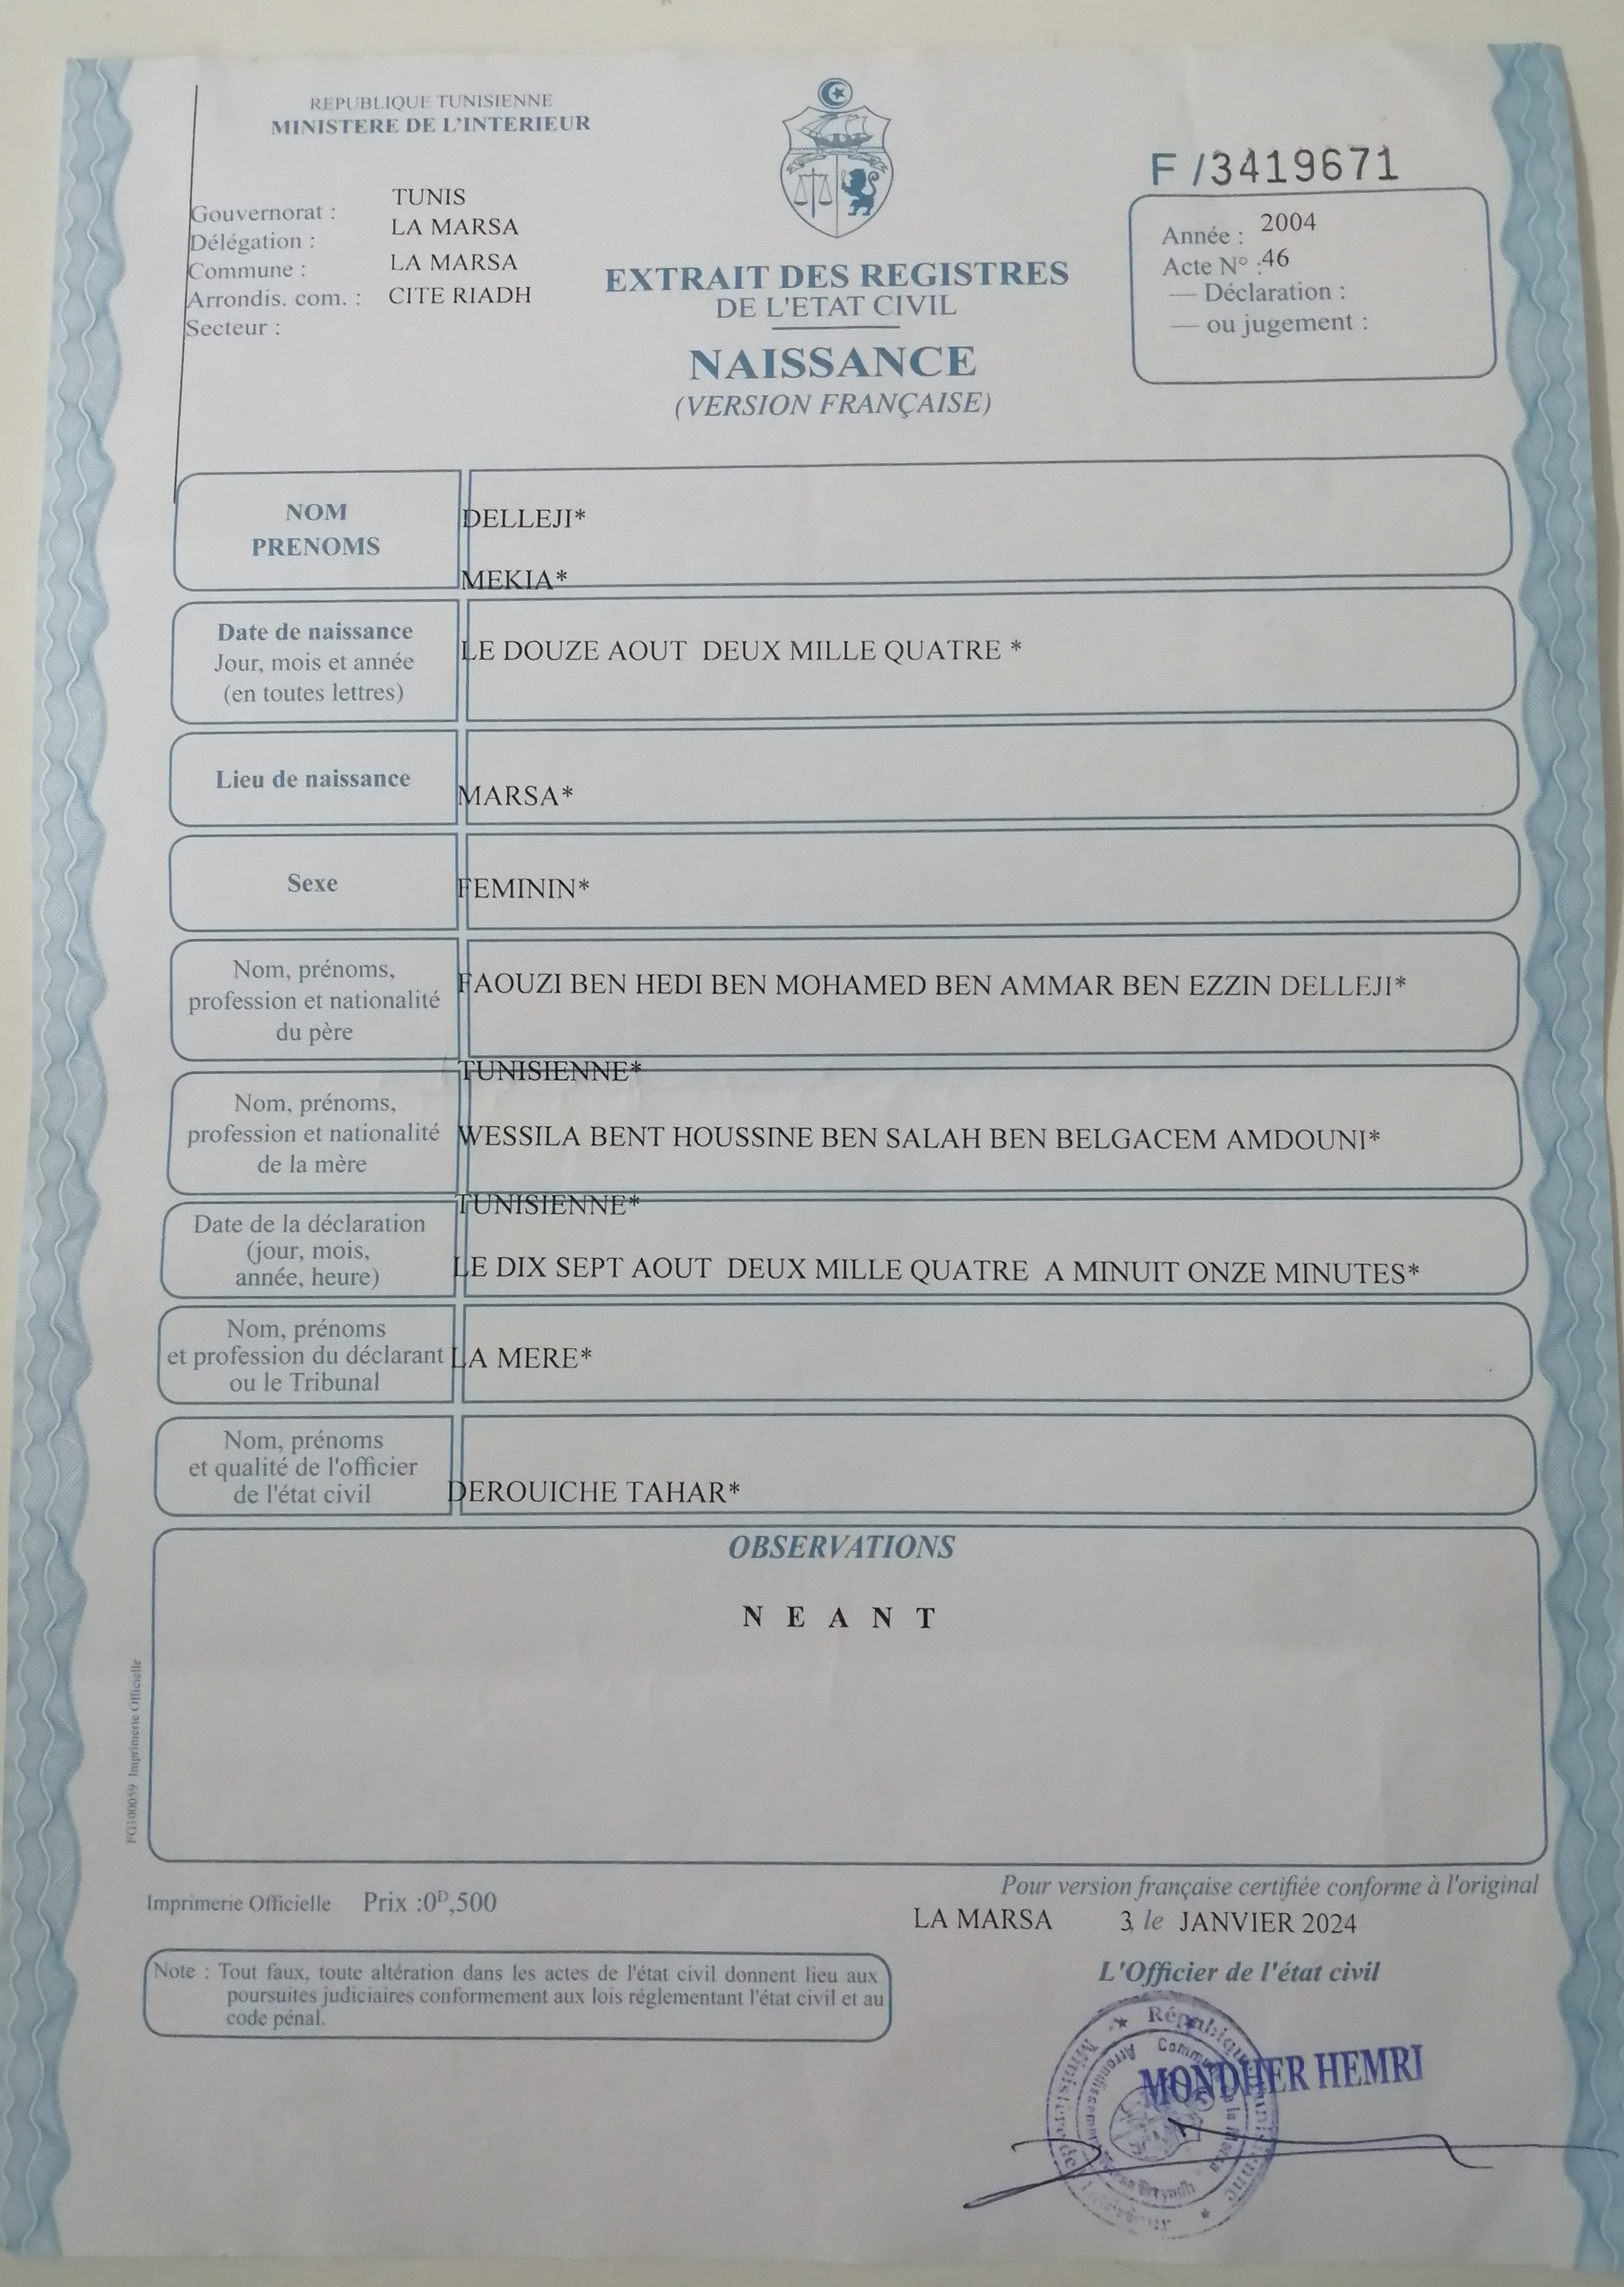 REPUBLIQUE TUNISIENNE
MINISTERE DE L'INTERIEUR
Gouvernorat : TUNIS
Délégation : LA MARSA
Commune : LA MARSA
Arrondis. com. : CITE RIADH
Secteur :
EXTRAIT DES REGISTRES
DE L'ETAT CIVIL
NAISSANCE
(VERSION FRANÇAISE)
F /3419671
Année : 2004
Acte N° :46
— Déclaration :
— ou jugement :
NOM
PRENOMS
DELLEJI*
MEKIA*
Date de naissance
Jour, mois et année
(en toutes lettres)
LE DOUZE AOUT DEUX MILLE QUATRE *
Lieu de naissance
MARSA*
Sexe
FEMININ*
Nom, prénoms,
profession et nationalité
du père
FAOUZI BEN HEDI BEN MOHAMED BEN AMMAR BEN EZZIN DELLEJI*
TUNISIENNE*
Nom, prénoms,
profession et nationalité
de la mère
WESSILA BENT HOUSSINE BEN SALAH BEN BELGACEM AMDOUNI*
TUNISIENNE*
Date de la déclaration
(jour, mois,
année, heure)
LE DIX SEPT AOUT DEUX MILLE QUATRE A MINUIT ONZE MINUTES*
Nom, prénoms
et profession du déclarant
ou le Tribunal
LA MERE*
Nom, prénoms
et qualité de l'officier
de l'état civil
DEROUICHE TAHAR*
OBSERVATIONS
N E A N T
FG100059 Imprimérie Officielle
Imprimerie Officielle Prix :0ᴰ,500
Pour version française certifiée conforme à l'original
LA MARSA 3, le JANVIER 2024
L'Officier de l'état civil
Note : Tout faux, toute altération dans les actes de l'état civil donnent lieu aux
poursuites judiciaires conformement aux lois réglementant l'état civil et au
code pénal.
MONDHER HEMRI